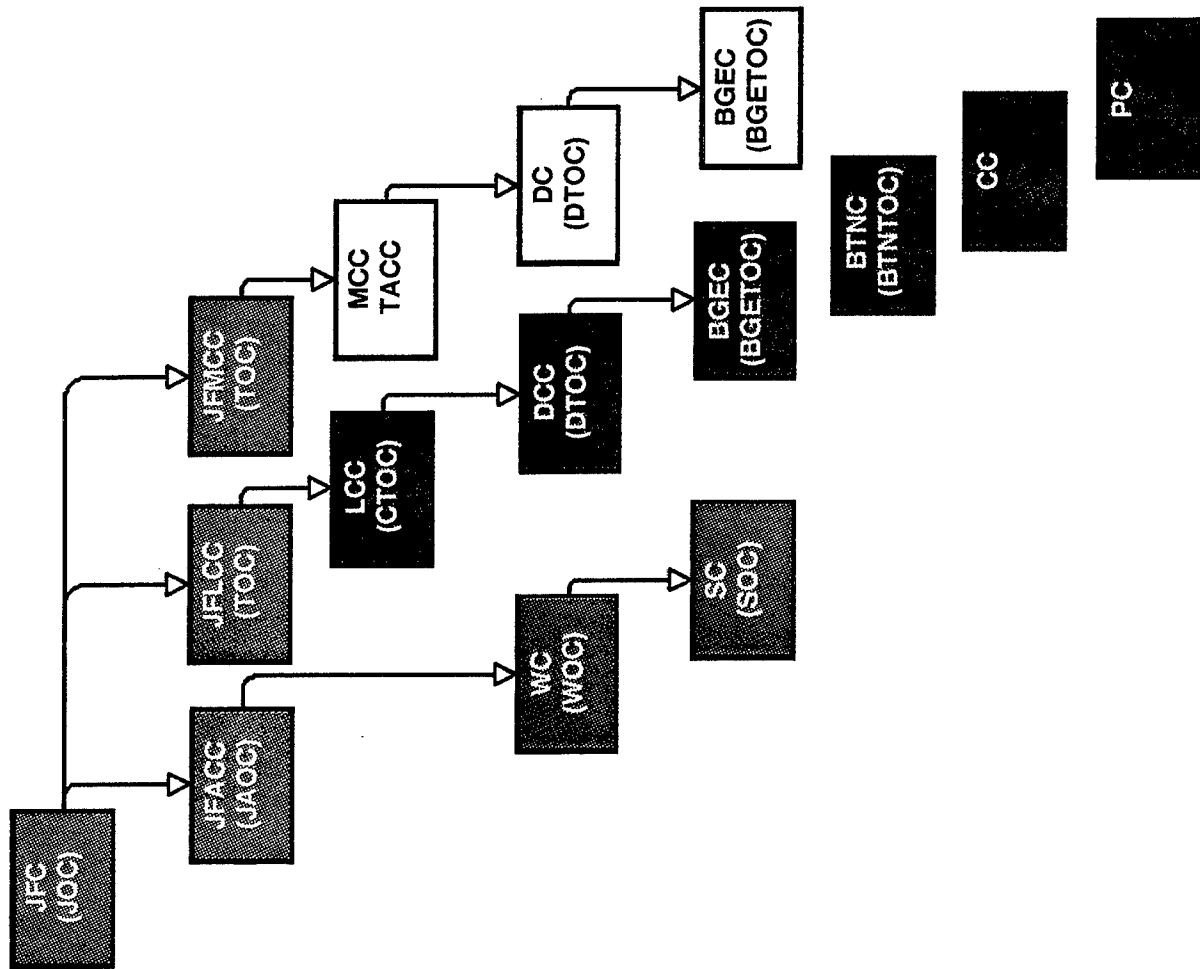 JFC
(JOC)
JFACC
(JAOC)
JFLCC
(TOC)
JFMCC
(TOC)
LCC
(CTOC)
MCC
TACC
WC
(WOC)
DCC
(DTOC)
DC
(DTOC)
SC
(SOC)
BGEC
(BGETOC)
BGEC
(BGETOC)
BTNC
(BTNTOC)
CC
PC